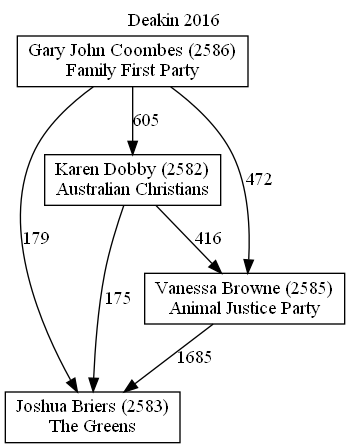 Deakin 2016
Gary John Coombes (2586)
Family First Party
605
Karen Dobby (2582)
Australian Christians
472
179
175
416
Vanessa Browne (2585)
Animal Justice Party
1685
Joshua Briers (2583)
The Greens